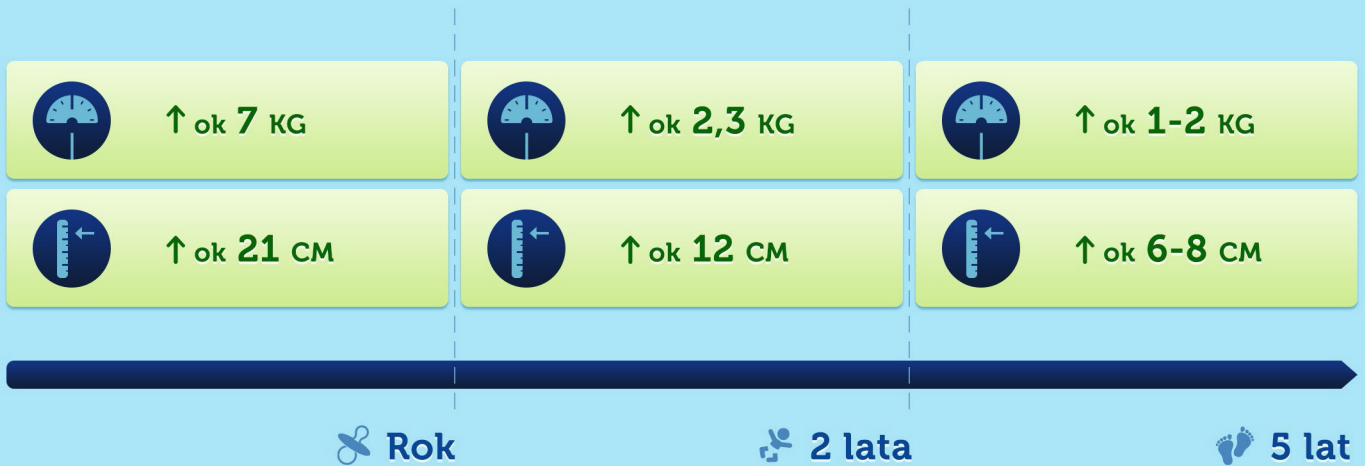 ↑ ok 7 KG
↑ ok 2,3 KG
↑ ok 1-2 KG
↑ ok 21 CM
↑ ok 12 CM
↑ ok 6-8 CM
Rok
2 lata
5 lat